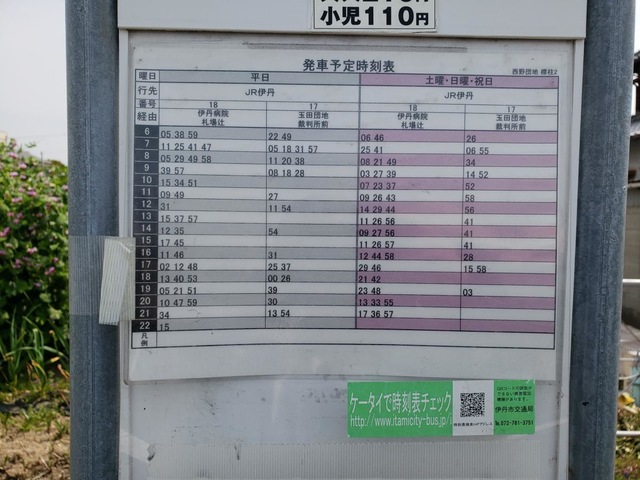 小児110円
発車予定時刻表
西野団地 標柱2
曜日 平日 土曜・日曜・祝日
行先 JR伊丹 JR伊丹
番号 18 17 18 17
経由 伊丹病院 玉田団地 伊丹病院 玉田団地
札場辻 裁判所前 札場辻 裁判所前
6 05 38 59 22 49 06 46 26
7 11 25 41 47 05 18 31 57 25 41 06 55
8 05 29 49 58 11 20 38 08 21 49 34
9 39 57 08 18 28 03 27 39 14 52
10 15 34 51 07 23 37 52
11 09 49 27 09 26 43 58
12 31 11 54 14 29 44 56
13 15 37 57 11 26 56 41
14 12 35 54 09 27 56 41
15 17 45 11 26 57 41
16 11 46 31 12 44 58 28
17 02 12 48 25 37 29 46 15 58
18 13 40 53 00 26 21 42
19 05 21 51 39 23 48 03
20 10 47 59 30 13 33 55
21 34 13 54 17 36 57
22 15
凡例
ケータイで時刻表チェック
http://www.itamicity-bus.jp/
伊丹市交通局
℡072-781-3751